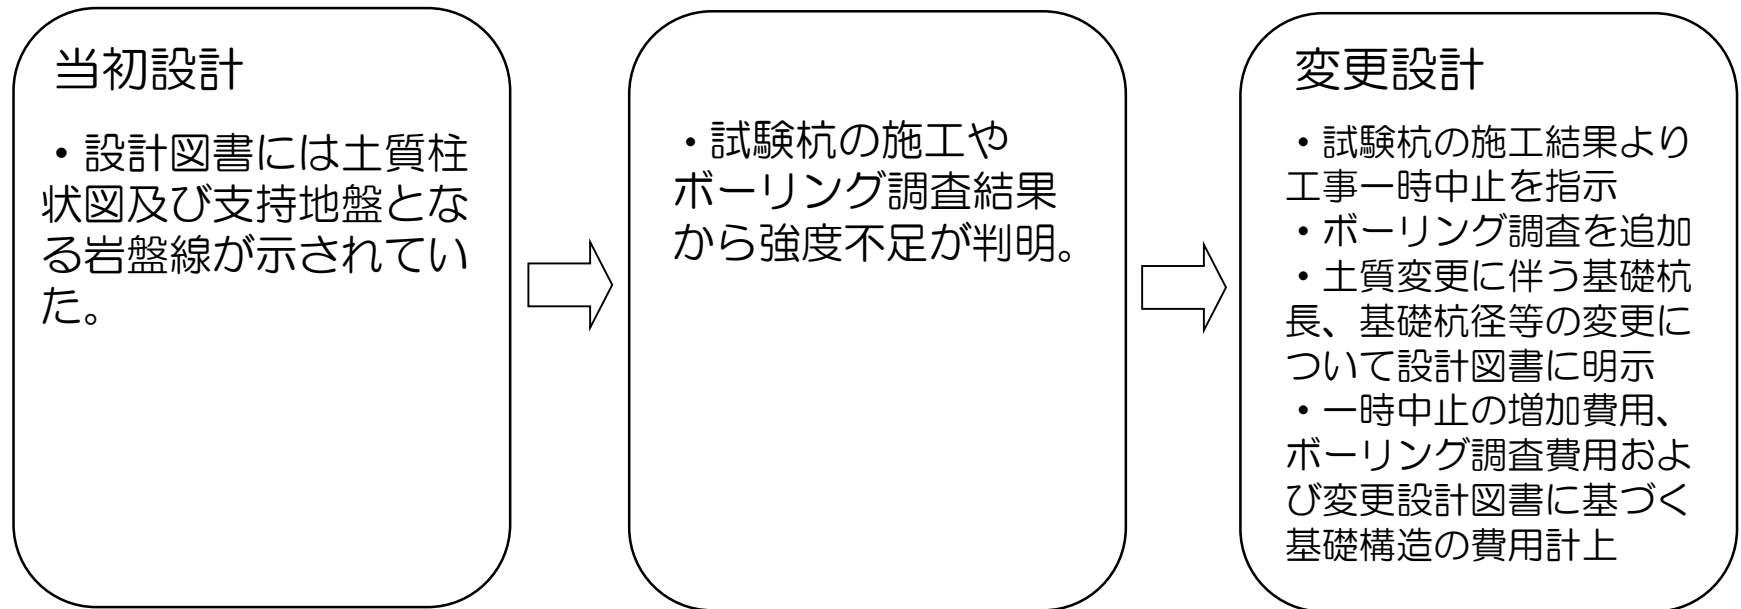 当初設計
・設計図書には土質柱
状図及び支持地盤とな
る岩盤線が示されてい
た。
・試験杭の施工や
ボーリング調査結果
から強度不足が判明。
変更設計
・試験杭の施工結果より
工事一時中止を指示
・ボーリング調査を追加
・土質変更に伴う基礎杭
長、基礎杭径等の変更に
ついて設計図書に明示
・一時中止の増加費用、
ボーリング調査費用およ
び変更設計図書に基づく
基礎構造の費用計上